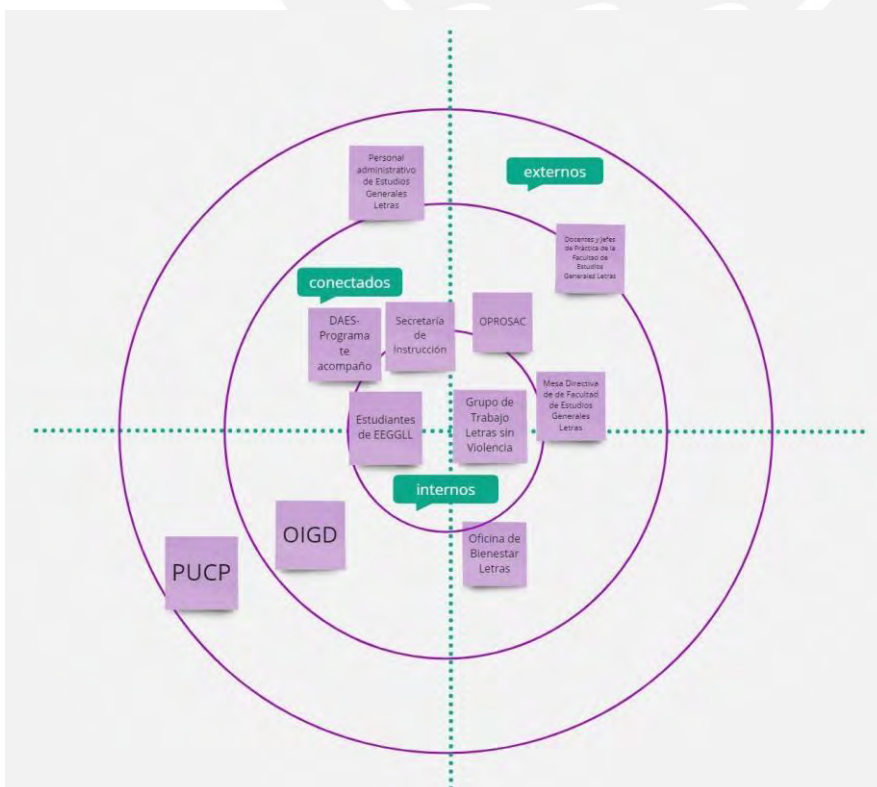 Personal
administrativo
de Estudios
Generales
Letras
externos
Docentes y Jefes
de Práctica de la
Facultad de
Estudios
Generales Letras
conectados
DAES-
Programa
te
acompaño
Secretaría
de
Instrucción
OPROSAC
Estudiantes
de EEGGLL
Grupo de
Trabajo
Letras sin
Violencia
Mesa Directiva
de de Facultad
de Estudios
Generales
Letras
internos
OIGD
Oficina de
Bienestar
Letras
PUCP